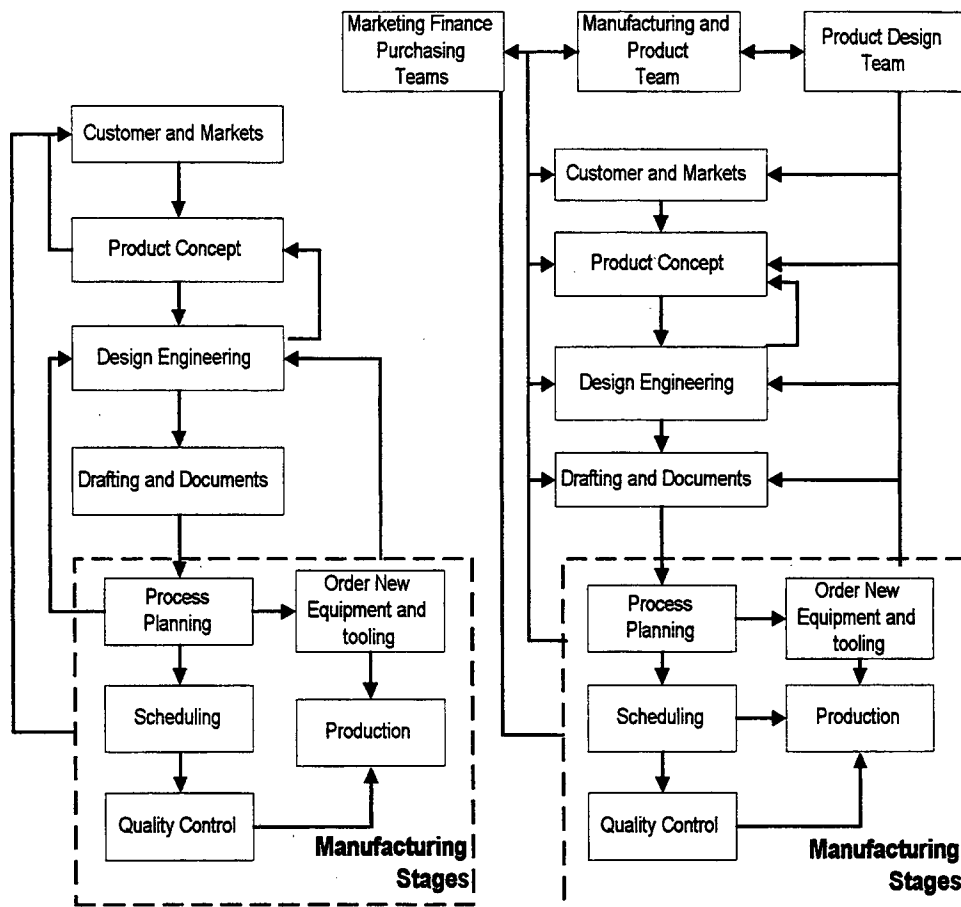 Marketing Finance
Purchasing
Teams
Manufacturing and
Product
Team
Product Design
Team
Customer and Markets
Product Concept
Design Engineering
Drafting and Documents
Process
Planning
Order New
Equipment and
tooling
Scheduling
Production
Quality Control
Manufacturing
Stages
Customer and Markets
Product Concept
Design Engineering
Drafting and Documents
Process
Planning
Order New
Equipment and
tooling
Scheduling
Production
Quality Control
Manufacturing
Stages